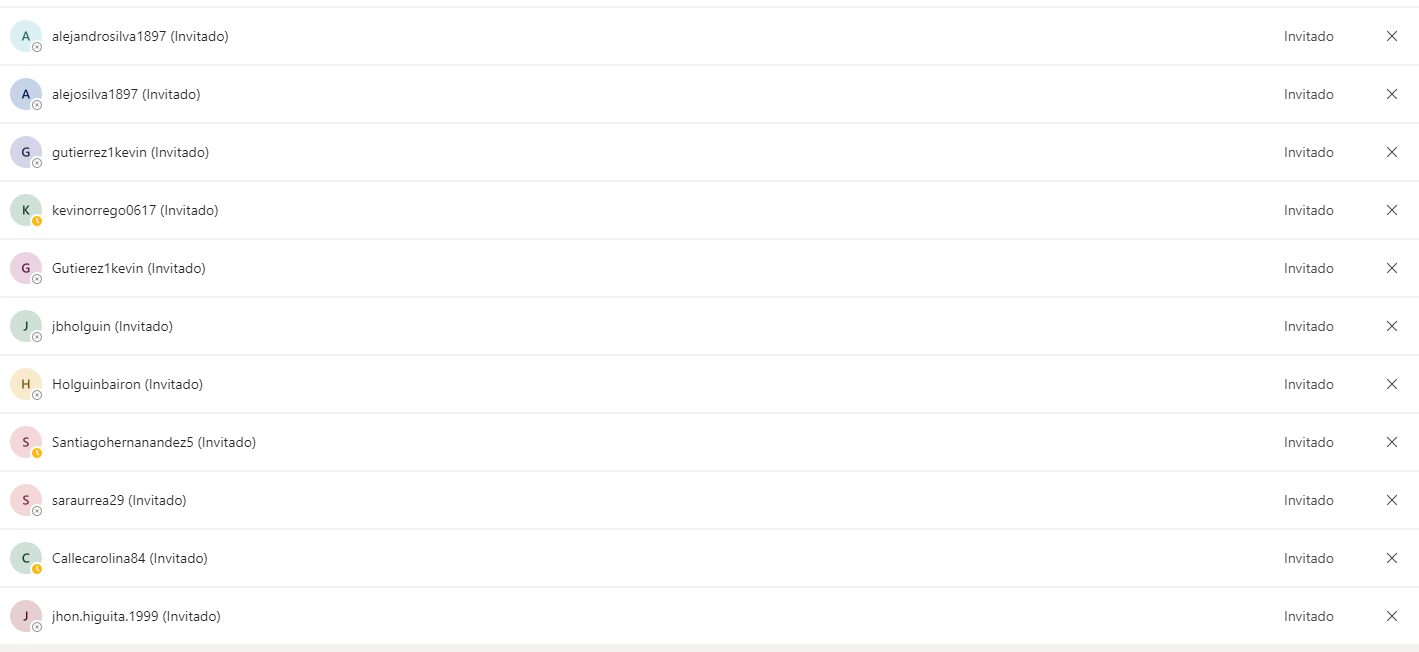 A alejandrosilva1897 (Invitado) Invitado
A alejosilva1897 (Invitado) Invitado
G gutierrez1kevin (Invitado) Invitado
K kevinorrego0617 (Invitado) Invitado
G Gutierez1kevin (Invitado) Invitado
J jbholguin (Invitado) Invitado
H Holguinbairon (Invitado) Invitado
S Santiagohernanandez5 (Invitado) Invitado
S saraurrea29 (Invitado) Invitado
C Callecarolina84 (Invitado) Invitado
J jhon.higuita.1999 (Invitado) Invitado